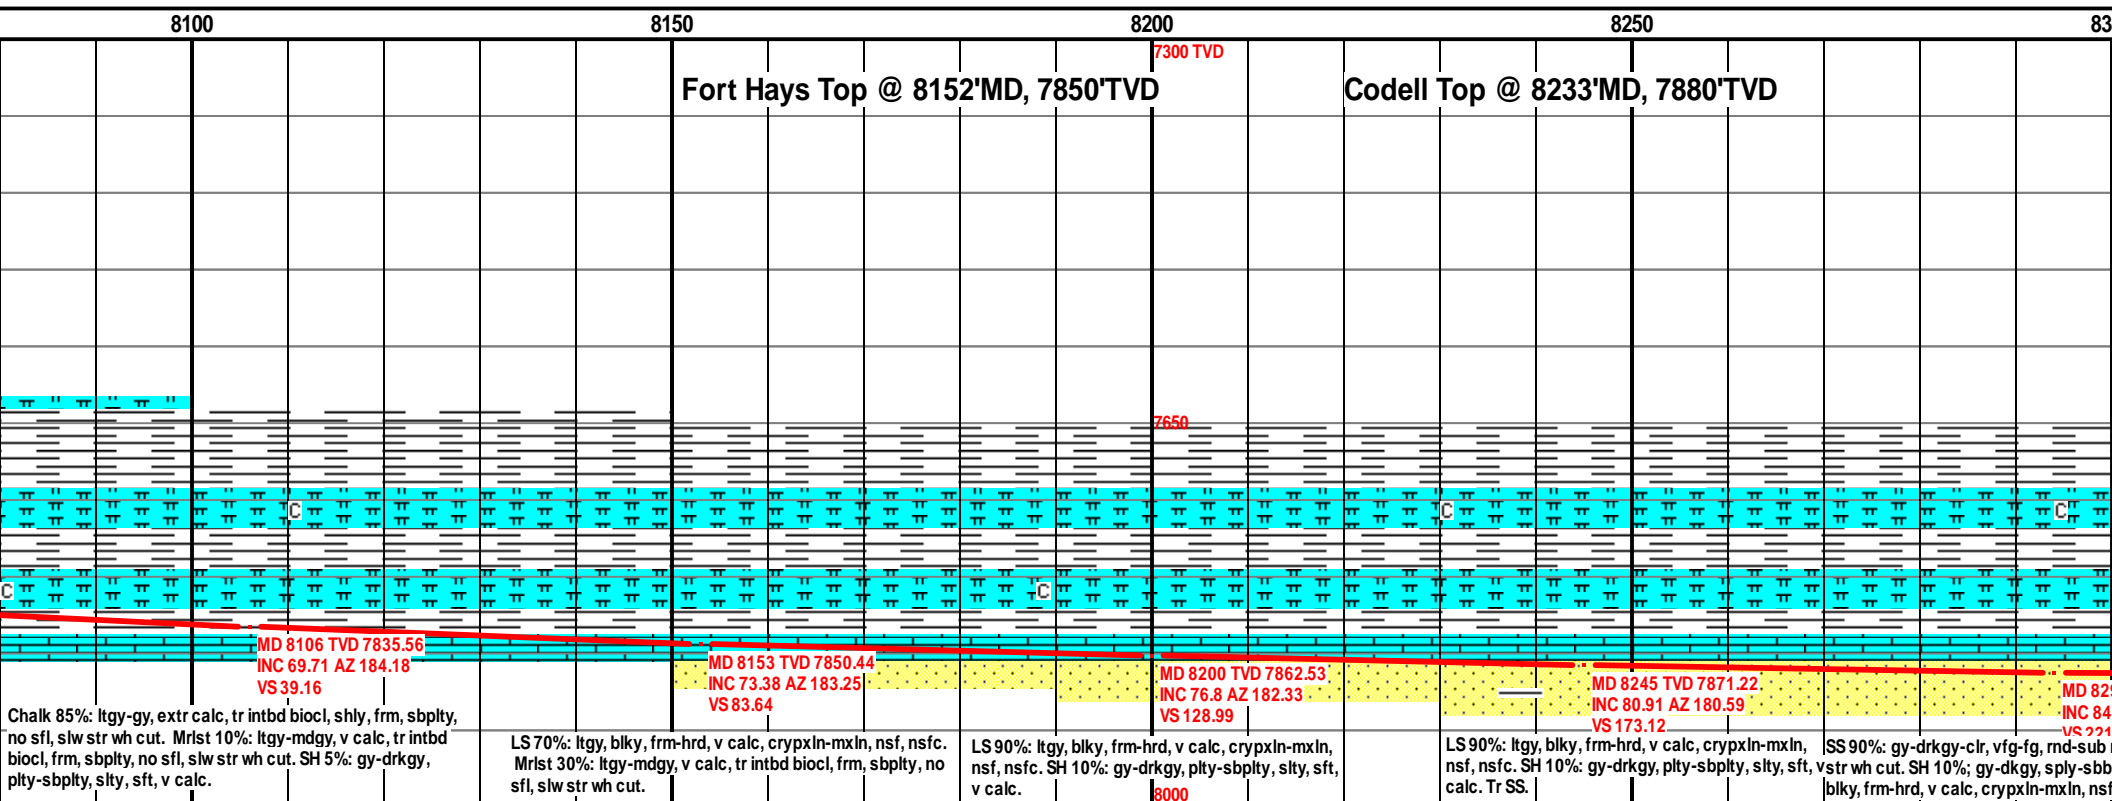 8100 8150 8200 8250 83
7300 TVD
Fort Hays Top @ 8152'MD, 7850'TVD
Codell Top @ 8233'MD, 7880'TVD
7650
C
C
C
C
C
MD 8106 TVD 7835.56
INC 69.71 AZ 184.18
VS 39.16
MD 8153 TVD 7850.44
INC 73.38 AZ 183.25
VS 83.64
MD 8200 TVD 7862.53
INC 76.8 AZ 182.33
VS 128.99
MD 8245 TVD 7871.22
INC 80.91 AZ 180.59
VS 173.12
MD 829
INC 84
VS 221
Chalk 85%: ltgy-gy, extr calc, tr intbd biocl, shly, frm, sbplty,
no sfl, slw str wh cut. Mrlst 10%: ltgy-mdgy, v calc, tr intbd
biocl, frm, sbplty, no sfl, slw str wh cut. SH 5%: gy-drkgy,
plty-sbplty, slty, sft, v calc.
LS 70%: ltgy, blky, frm-hrd, v calc, crypxln-mxln, nsf, nsfc.
Mrlst 30%: ltgy-mdgy, v calc, tr intbd biocl, frm, sbplty, no
sfl, slw str wh cut.
LS 90%: ltgy, blky, frm-hrd, v calc, crypxln-mxln,
nsf, nsfc. SH 10%: gy-drkgy, plty-sbplty, slty, sft,
v calc.
8000
LS 90%: ltgy, blky, frm-hrd, v calc, crypxln-mxln,
nsf, nsfc. SH 10%: gy-drkgy, plty-sbplty, slty, sft, v
calc. Tr SS.
SS 90%: gy-drkgy-clr, vfg-fg, rnd-sub
str wh cut. SH 10%; gy-dkgy, sply-sbb
blky, frm-hrd, v calc, crypxln-mxln, nsf